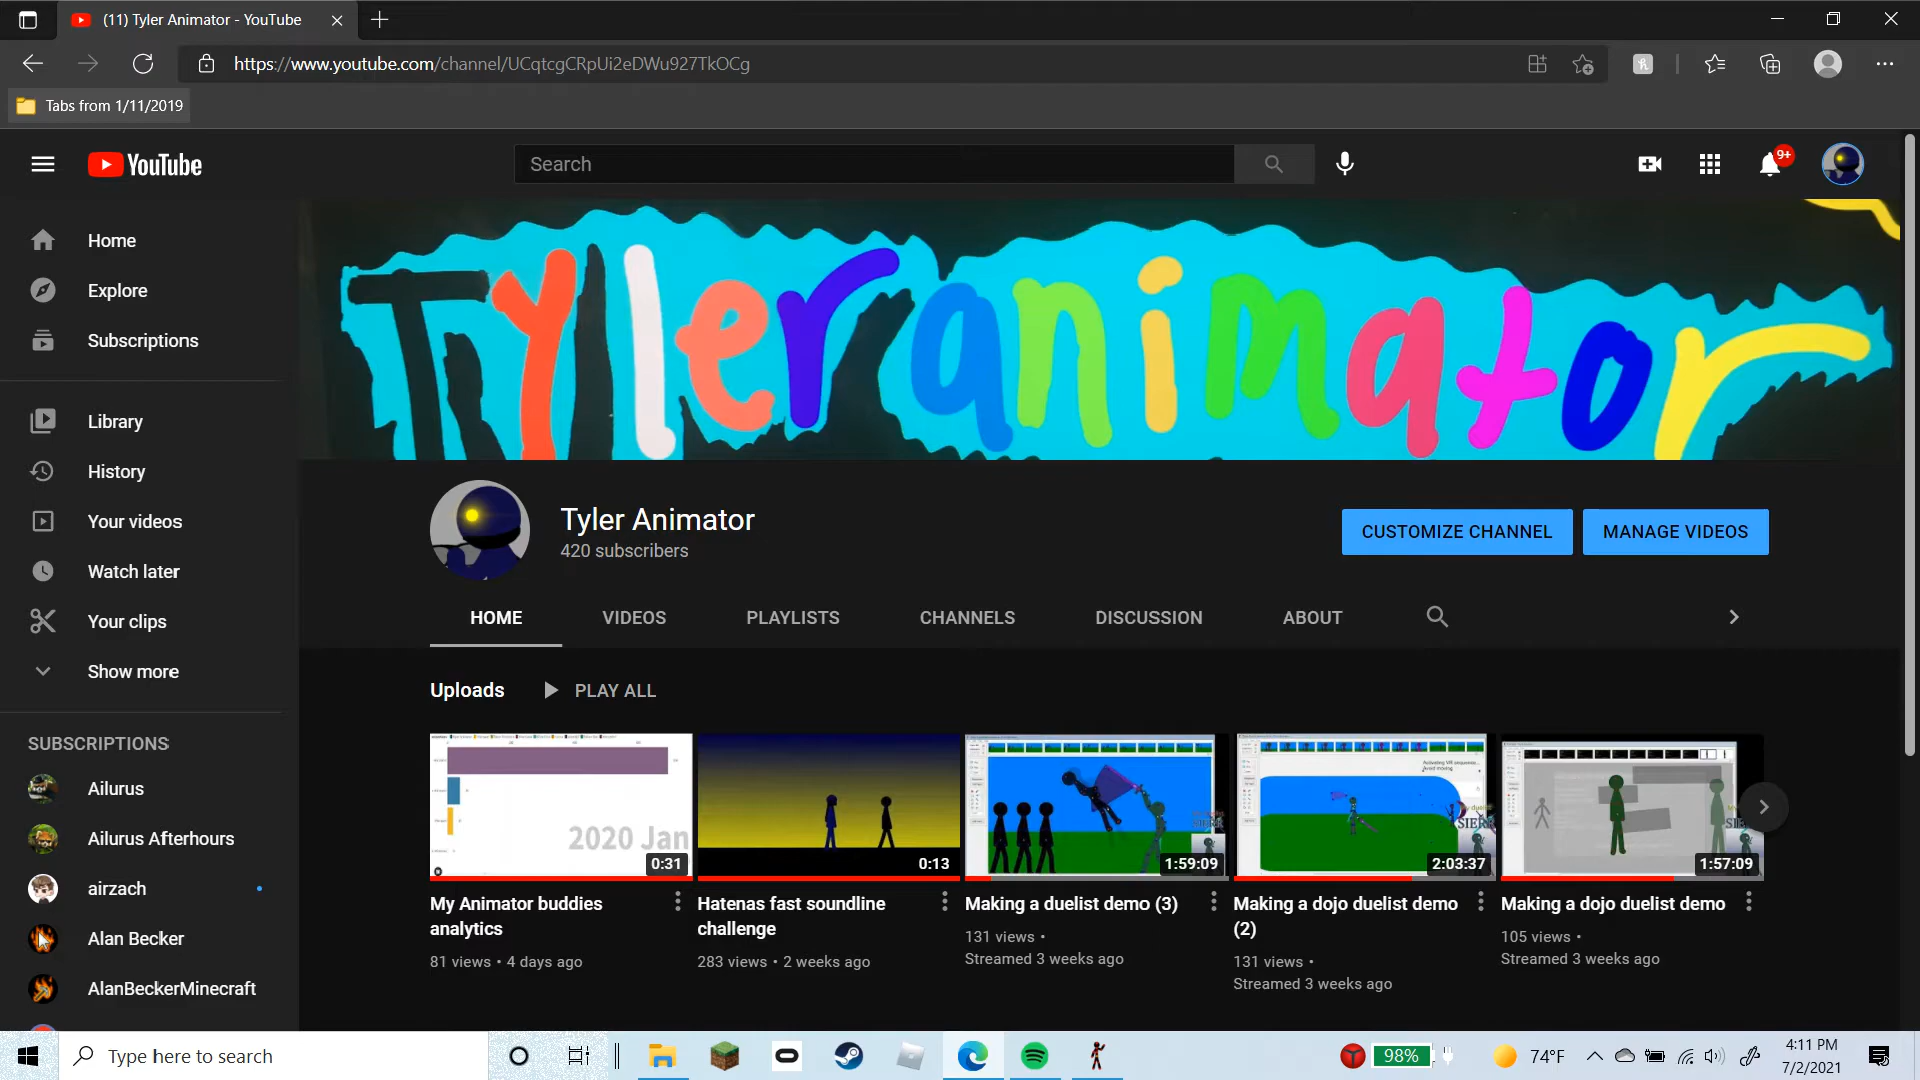 (11) Tyler Animator - YouTube
https://www.youtube.com/channel/UCqtcgCRpUi2eDWu927TkOCg
Tabs from 1/11/2019
YouTube
Search
9+
Home
Explore
Subscriptions
Library
History
Your videos
Watch later
Your clips
Show more
SUBSCRIPTIONS
Ailurus
Ailurus Afterhours
airzach
Alan Becker
AlanBeckerMinecraft
Tyler animator
Tyler Animator
420 subscribers
CUSTOMIZE CHANNEL
MANAGE VIDEOS
HOME
VIDEOS
PLAYLISTS
CHANNELS
DISCUSSION
ABOUT
Uploads
PLAY ALL
2020 Jan
0:31
My Animator buddies
analytics
81 views • 4 days ago
0:13
Hatenas fast soundline
challenge
283 views • 2 weeks ago
1:59:09
Making a duelist demo (3)
131 views •
Streamed 3 weeks ago
2:03:37
Making a dojo duelist demo
(2)
131 views •
Streamed 3 weeks ago
1:57:09
Making a dojo duelist demo
105 views •
Streamed 3 weeks ago
Type here to search
98%
74°F
4:11 PM
7/2/2021